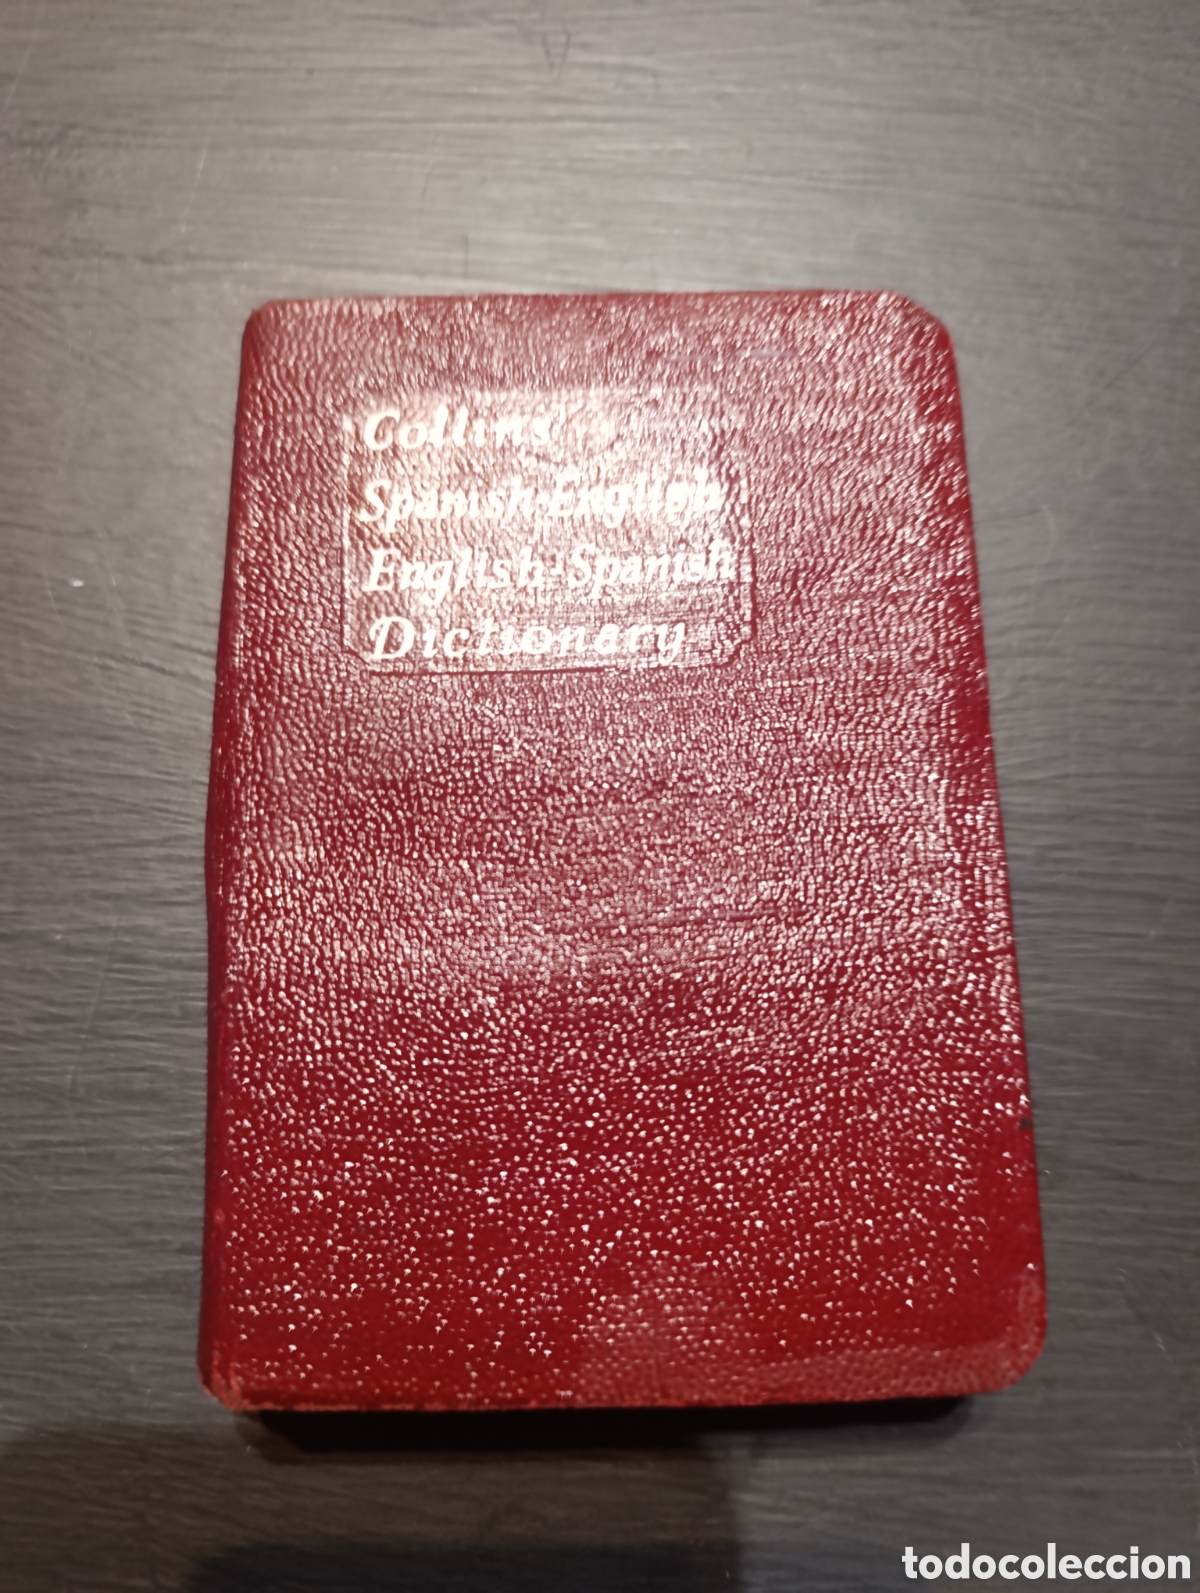 Collins'
Spanish-English
English-Spanish
Dictionary
todocoleccion